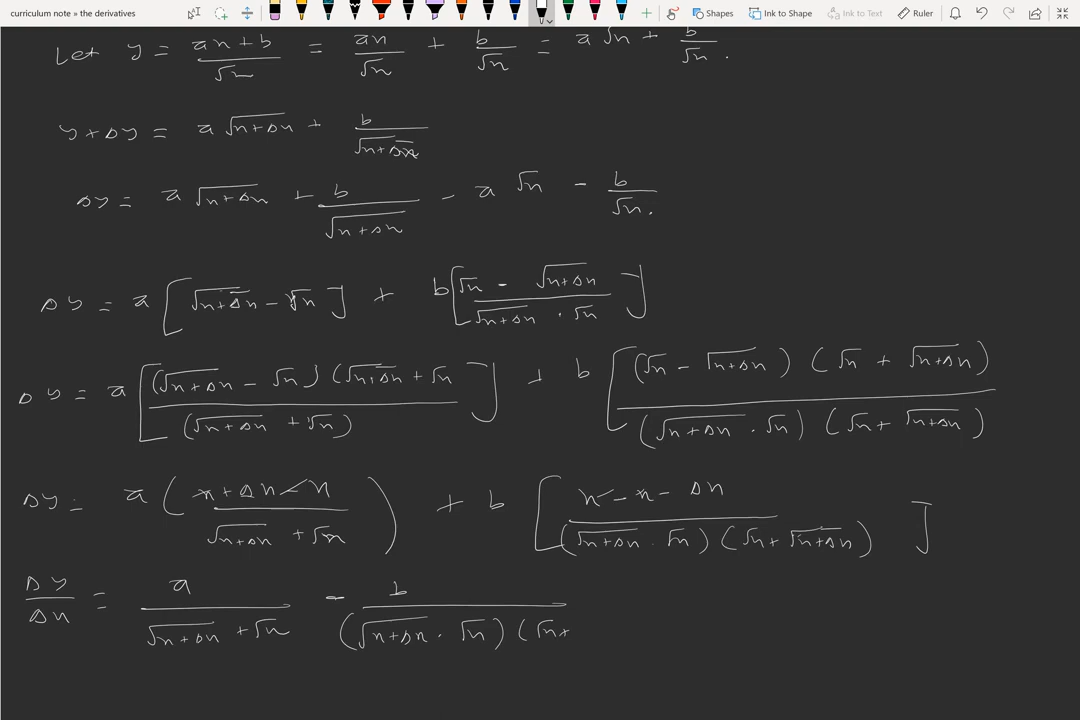 curriculum note » the derivatives
Shapes Ink to Shape Ink to Text Ruler
Let y = ax+b/√x = ax/√x + b/√x = a√x + b/√x.
y+Δy = a√x+Δx + b/√x+Δx
Δy = a√x+Δx + b/√x+Δx - a√x - b/√x.
Δy = a[√x+Δx - √x] + b[√x - √x+Δx / √x+Δx · √x]
Δy = a[(√x+Δx - √x)(√x+Δx + √x / (√x+Δx + √x)] + b[(√x - √x+Δx)(√x + √x+Δx) / (√x+Δx · √x)(√x + √x+Δx)]
Δy = a(x+Δx-x / √x+Δx + √x) + b[x-x-Δx / (√x+Δx · √x)(√x + √x+Δx)]
Δy/Δx = a/√x+Δx + √x - b/(√x+Δx · √x)(√x+